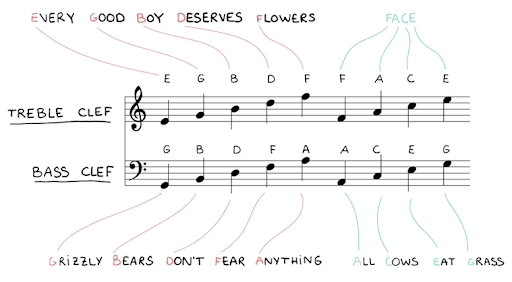 EVERY GOOD BOY DESERVES FLOWERS FACE
E G B D F F A C E
TREBLE CLEF
G B D F A A C E G
BASS CLEF
GRIZZLY BEARS DON'T FEAR ANYTHING ALL COWS EAT GRASS